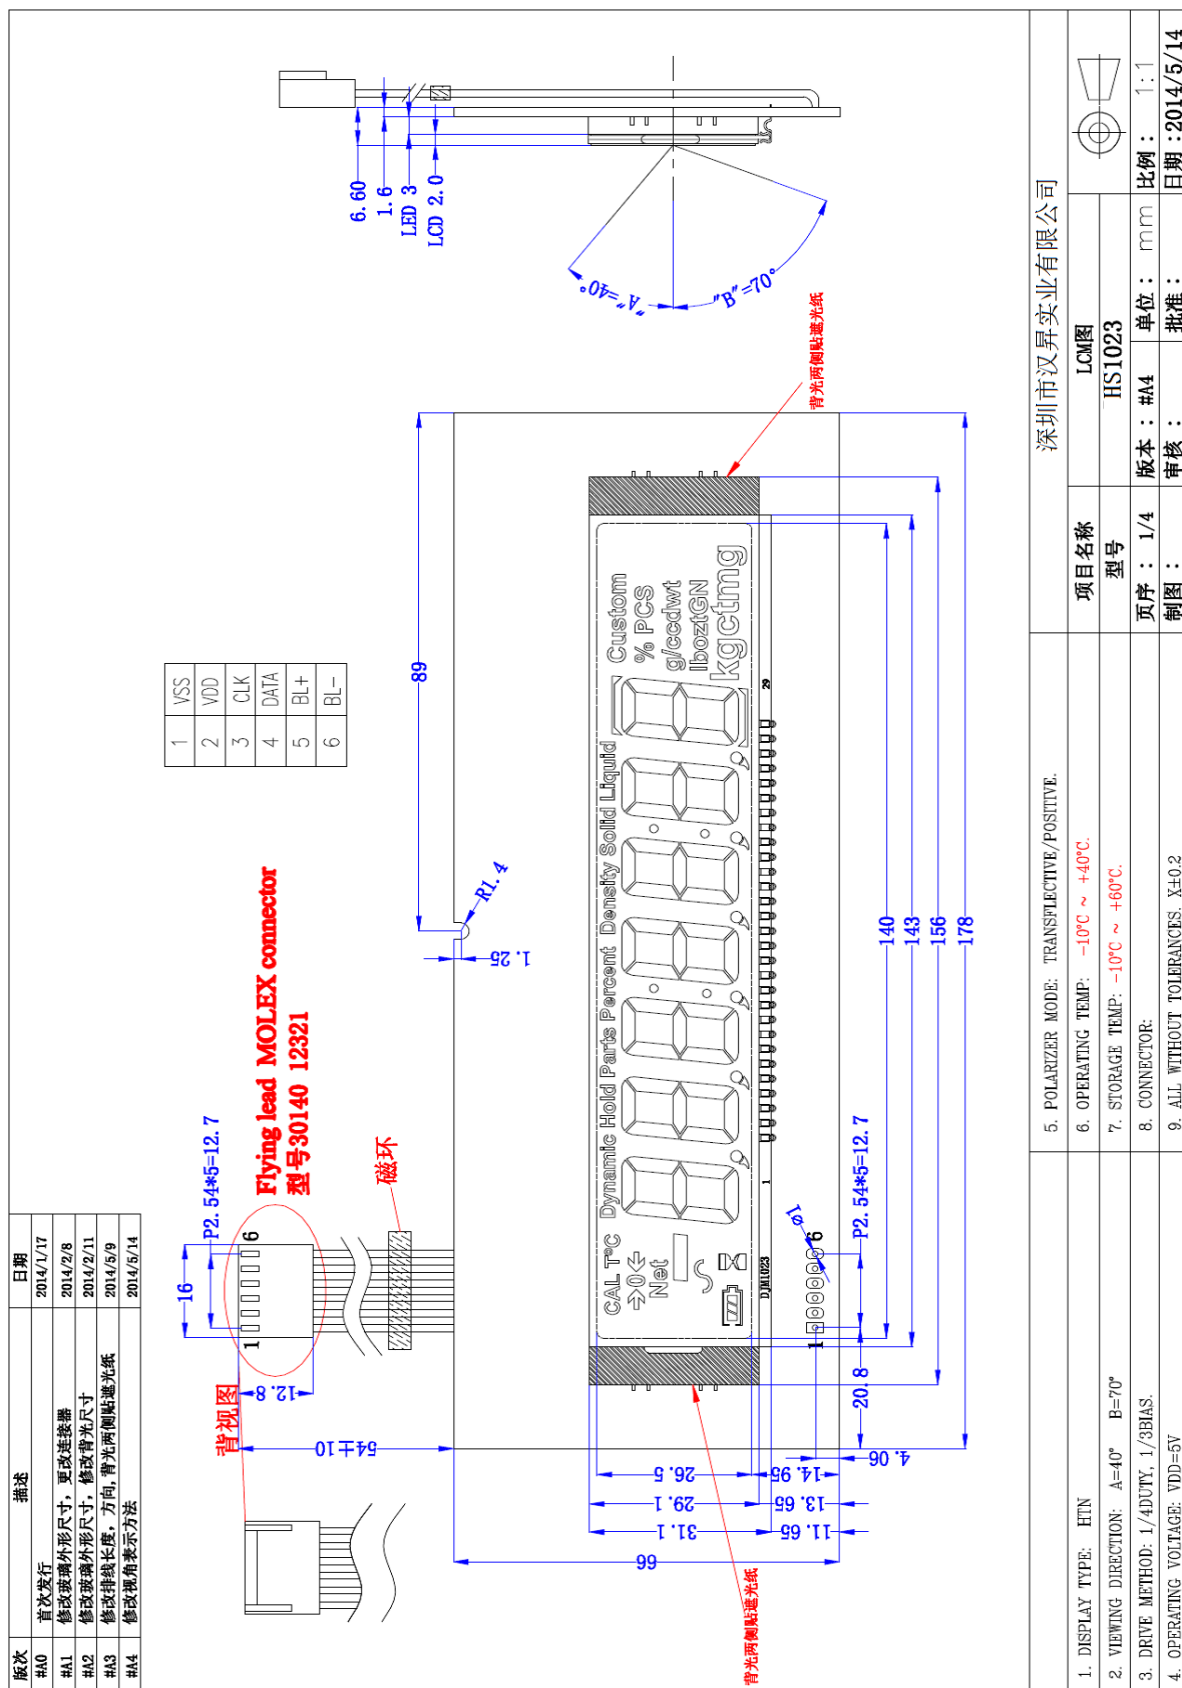 版次 描述 日期
#A0 首次发行 2014/1/17
#A1 修改玻璃外形尺寸，更改连接器 2014/2/8
#A2 修改玻璃外形尺寸，修改背光尺寸 2014/2/11
#A3 修改排线长度，方向，背光两侧贴遮光纸 2014/5/9
#A4 修改视角表示方法 2014/5/14
1 VSS
2 VDD
3 CLK
4 DATA
5 BL+
6 BL-
背视图
16
P2.54*5=12.7
1 6
12.8
54±10
Flying lead MOLEX connector
型号30140 12321
磁环
6.60
1.6
LED 3
LCD 2.0
"A"=40°
"B"=70°
89
R1.4
1.25
背光两侧贴遮光纸
CAL T°C Dynamic Hold Parts Percent Density Solid Liquid
→0←
Net
Custom
% PCS
g/ccdwt
lboztGN
kgctmg
DJM1023 1 29
1 6
ø1
P2.54*5=12.7
20.8
4.06
26.5 14.95
29.1 13.65
31.1 11.65
66
140
143
156
178
背光两侧贴遮光纸
1. DISPLAY TYPE: HTN
2. VIEWING DIRECTION: A=40° B=70°
3. DRIVE METHOD: 1/4DUTY, 1/3BIAS.
4. OPERATING VOLTAGE: VDD=5V
5. POLARIZER MODE: TRANSFLECTIVE/POSITIVE.
6. OPERATING TEMP: -10°C ~ +40°C.
7. STORAGE TEMP: -10°C ~ +60°C.
8. CONNECTOR:
9. ALL WITHOUT TOLERANCES. X±0.2
深圳市汉昇实业有限公司
项目名称 LCM图
型号 HS1023
页序： 1/4 版本：#A4 单位： mm 比例： 1:1
制图： 审核： 批准： 日期：2014/5/14